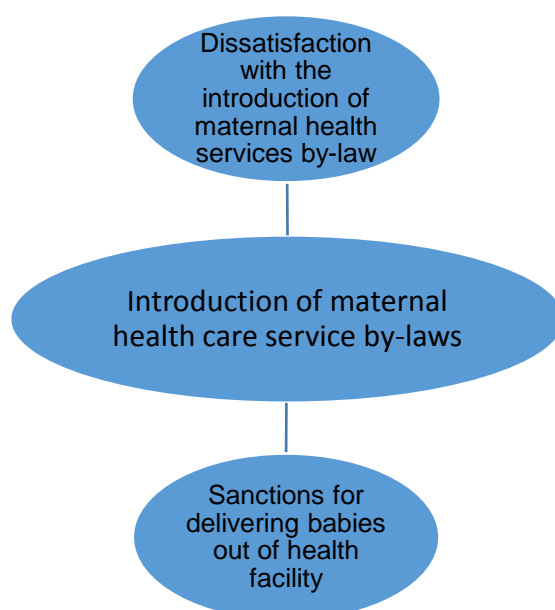 Dissatisfaction
with the
introduction of
maternal health
services by-law
Introduction of maternal
health care service by-laws
Sanctions for
delivering babies
out of health
facility